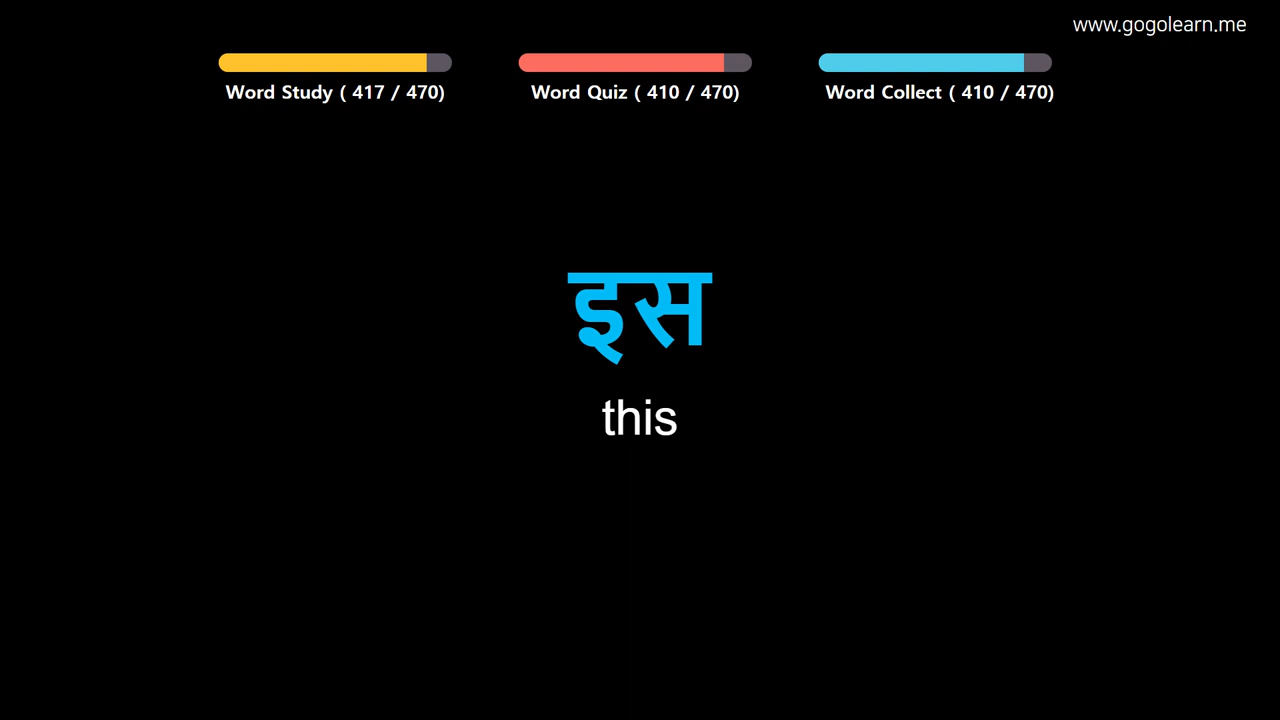 www.gogolearn.me
Word Study ( 417 / 470)
Word Quiz ( 410 / 470)
Word Collect ( 410 / 470)
इस
this